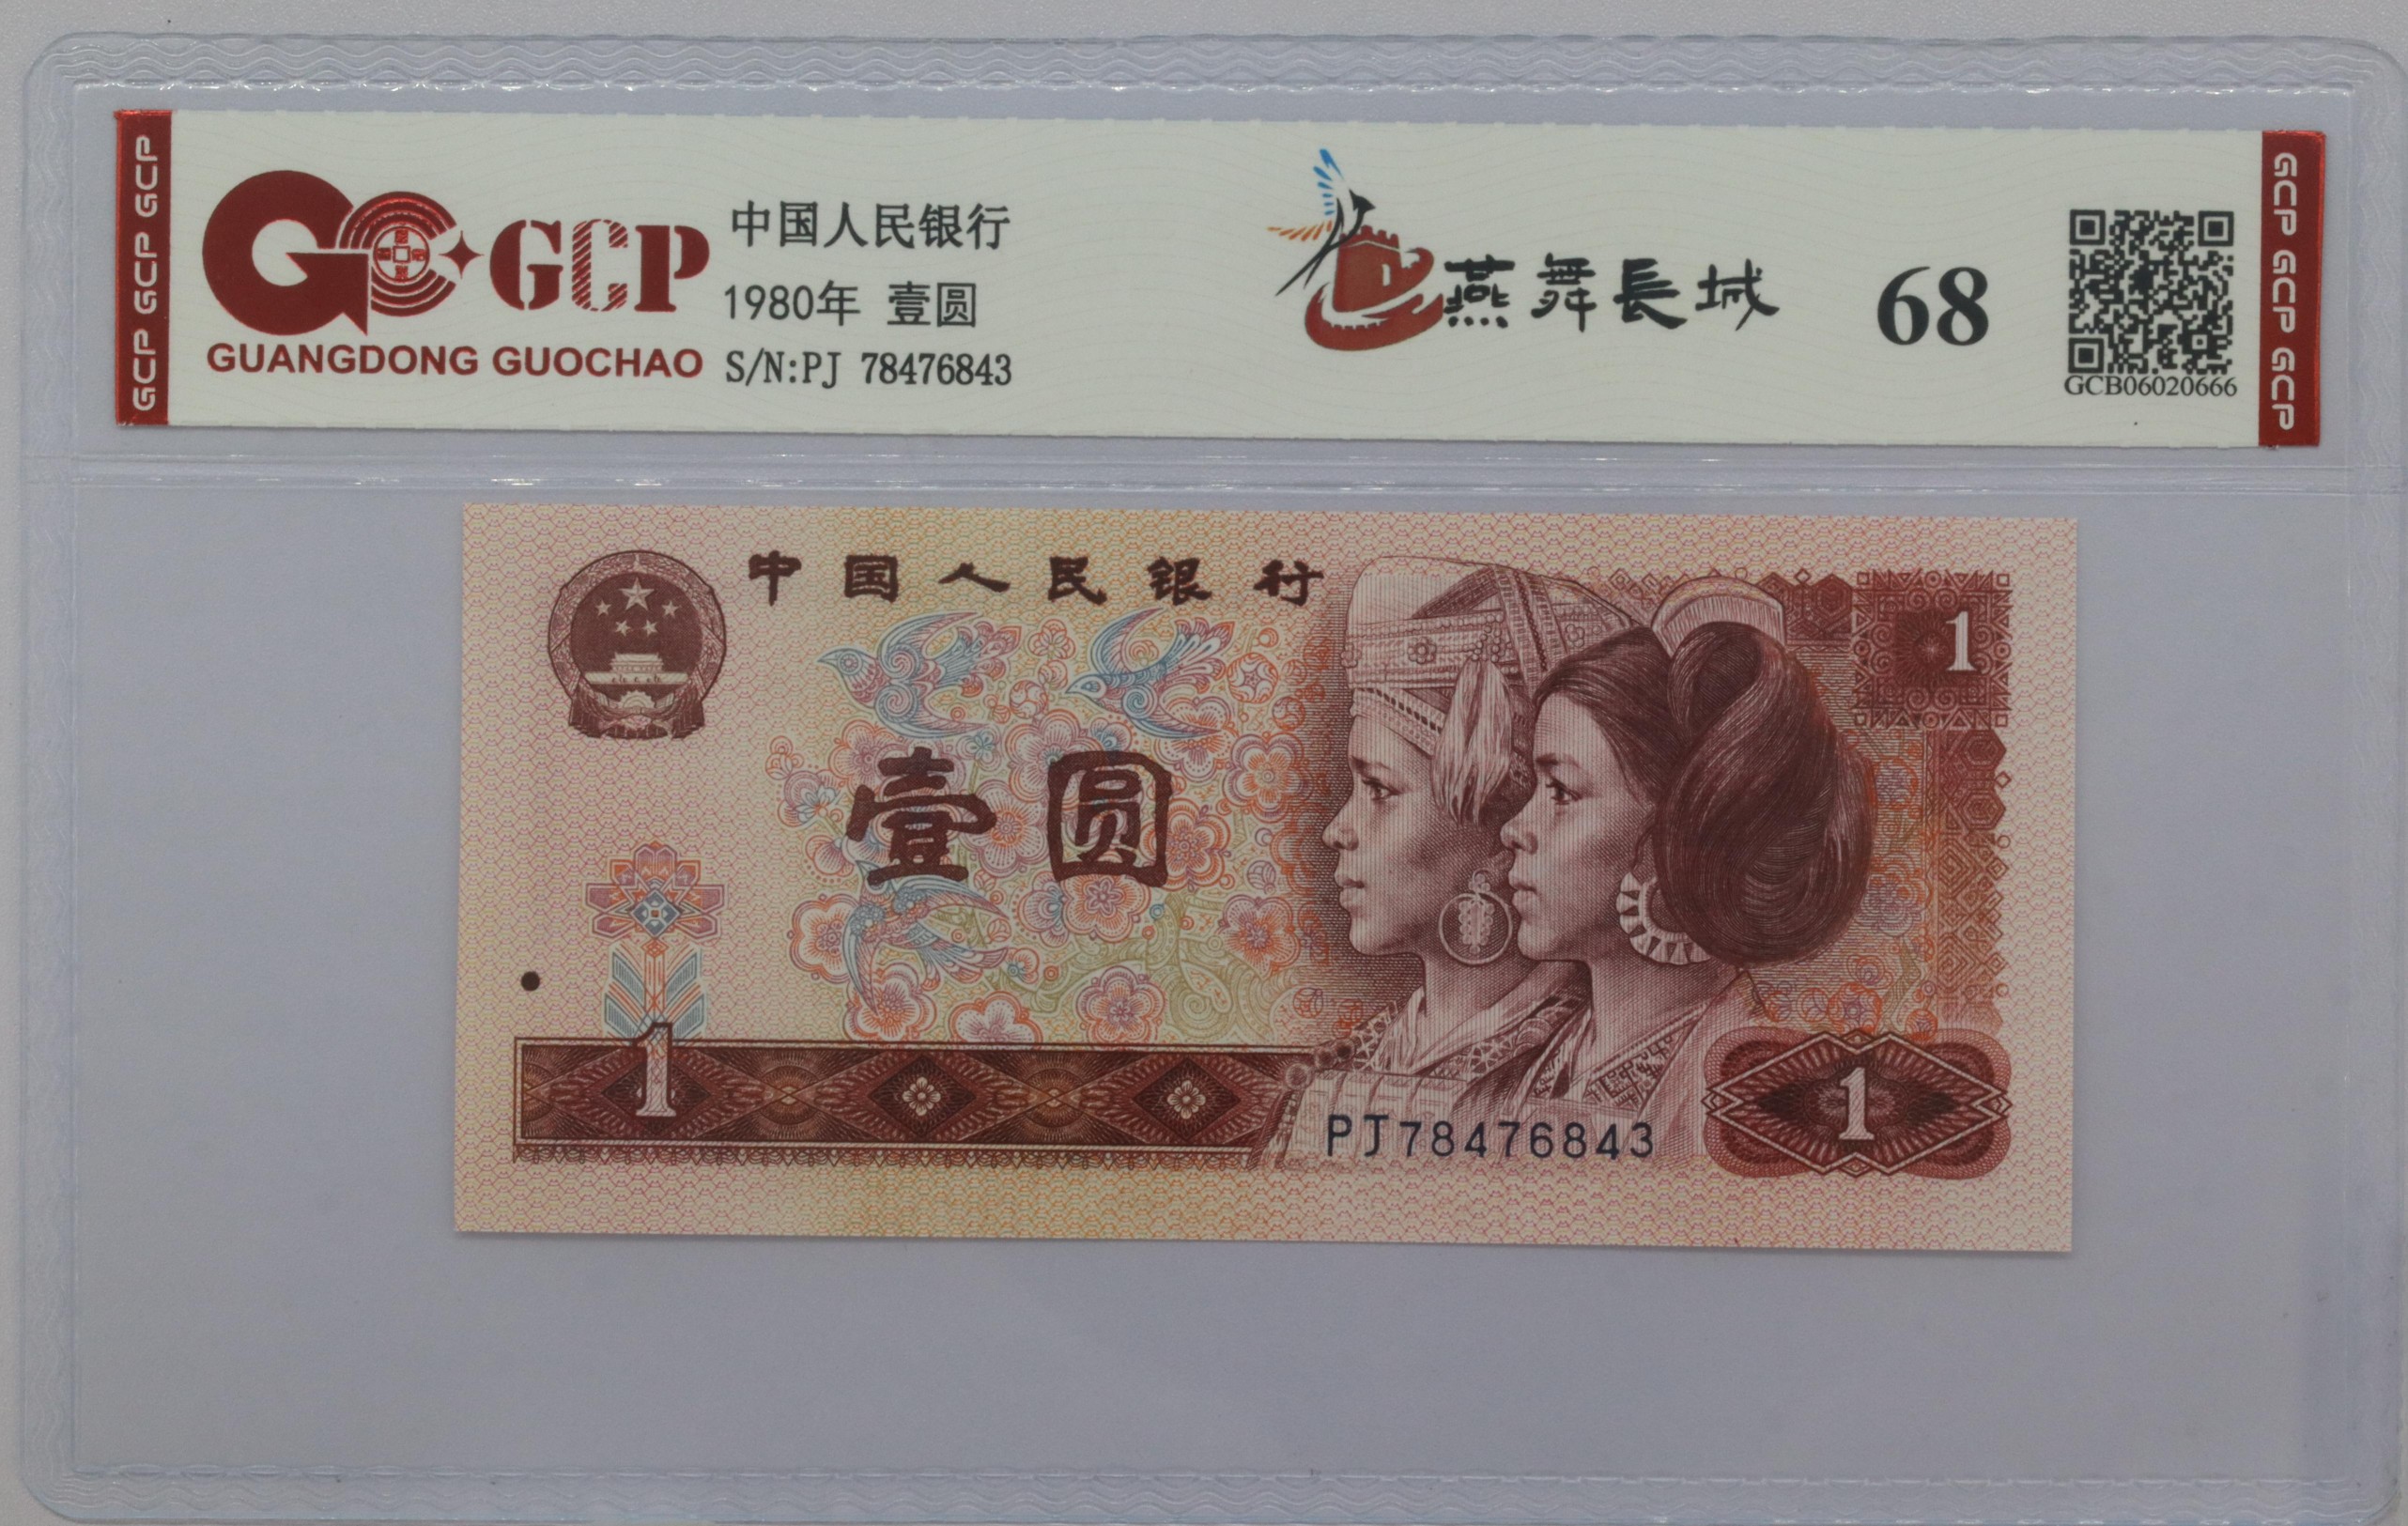 GCP GCP GCP
GC GCP
GUANGDONG GUOCHAO
中国人民银行
1980年 壹圆
S/N:PJ 78476843
燕舞長城
68
GCB06020666
GCP GCP GCP
中国人民银行
1
壹圆
1
PJ78476843
1